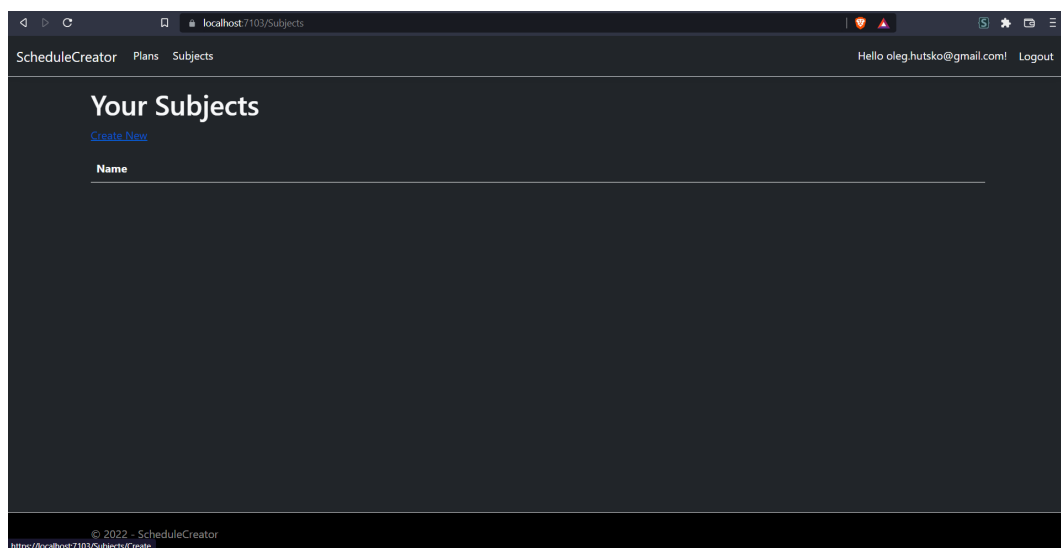 localhost:7103/Subjects
ScheduleCreator Plans Subjects Hello oleg.hutsko@gmail.com! Logout
Your Subjects
Create New
Name
© 2022 - ScheduleCreator
https://localhost:7103/Subjects/Create